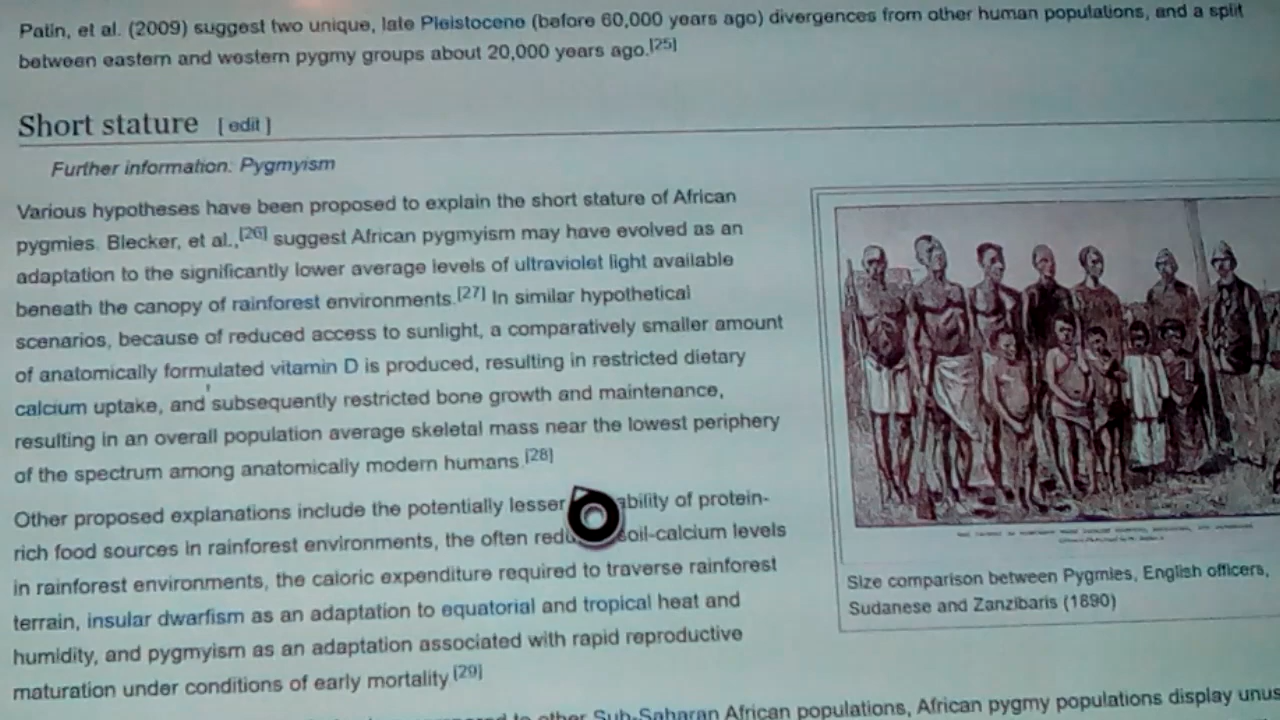 Patin, et al. (2009) suggest two unique, late Pleistocene (before 60,000 years ago) divergences from other human populations, and a split
between eastern and western pygmy groups about 20,000 years ago.[25]
Short stature [ edit ]
Further information: Pygmyism
Various hypotheses have been proposed to explain the short stature of African
pygmies. Blecker, et al.,[26] suggest African pygmyism may have evolved as an
adaptation to the significantly lower average levels of ultraviolet light available
beneath the canopy of rainforest environments.[27] In similar hypothetical
scenarios, because of reduced access to sunlight, a comparatively smaller amount
of anatomically formulated vitamin D is produced, resulting in restricted dietary
calcium uptake, and subsequently restricted bone growth and maintenance,
resulting in an overall population average skeletal mass near the lowest periphery
of the spectrum among anatomically modern humans.[28]
Other proposed explanations include the potentially lesser ability of protein-
rich food sources in rainforest environments, the often soil-calcium levels
in rainforest environments, the caloric expenditure required to traverse rainforest
terrain, insular dwarfism as an adaptation to equatorial and tropical heat and
humidity, and pygmyism as an adaptation associated with rapid reproductive
maturation under conditions of early mortality.[29]
Size comparison between Pygmies, English officers,
Sudanese and Zanzibaris (1890)
to other Sub-Saharan African populations, African pygmy populations display